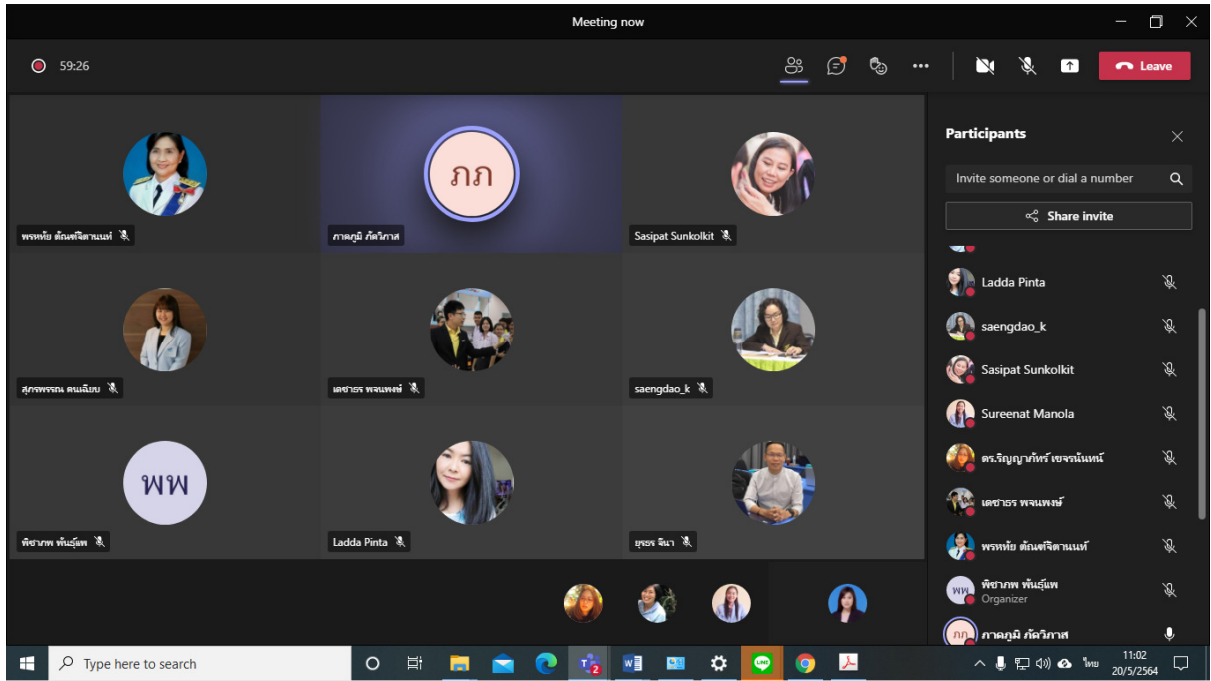 Meeting now
59:26
Leave
ภภ
พรหทัย ตัณฑ์จิตานนท์
ภาคภูมิ ภัควิภาส
Sasipat Sunkolkit
สุภรพรรณ คนเฉียบ
เดชาธร พจนพงษ์
saengdao_k
พพ
พิชาภพ พันธุ์แพ
Ladda Pinta
ยุรธร จีนา
Participants
Invite someone or dial a number
Share invite
Ladda Pinta
saengdao_k
Sasipat Sunkolkit
Sureenat Manola
ดร.ริญญาภัทร์ เขจรนันทน์
เดชาธร พจนพงษ์
พรหทัย ตัณฑ์จิตานนท์
พพ
พิชาภพ พันธุ์แพ
Organizer
ภภ
ภาคภูมิ ภัควิภาส
Type here to search
2
LINE
ไทย
11:02
20/5/2564